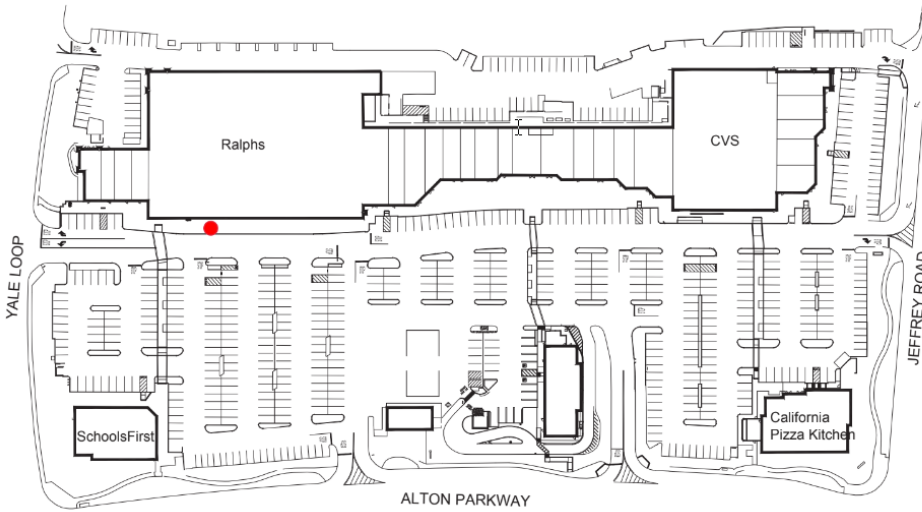 Ralphs
CVS
YALE LOOP
JEFFREY ROAD
SchoolsFirst
California
Pizza Kitchen
ALTON PARKWAY